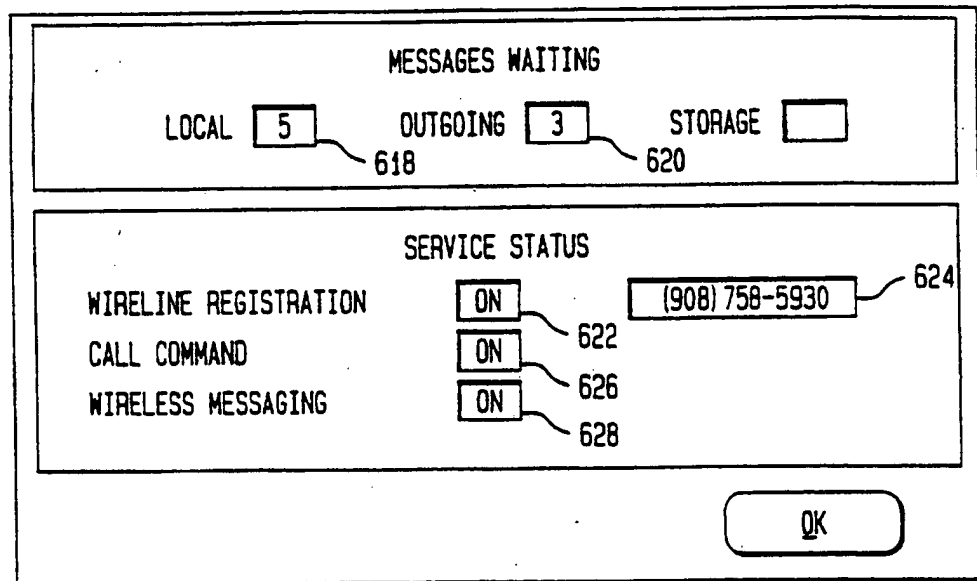 MESSAGES WAITING
LOCAL 5 OUTGOING 3 STORAGE
618 620
SERVICE STATUS
WIRELINE REGISTRATION ON (908) 758-5930 624
622
CALL COMMAND ON
626
WIRELESS MESSAGING ON
628
OK